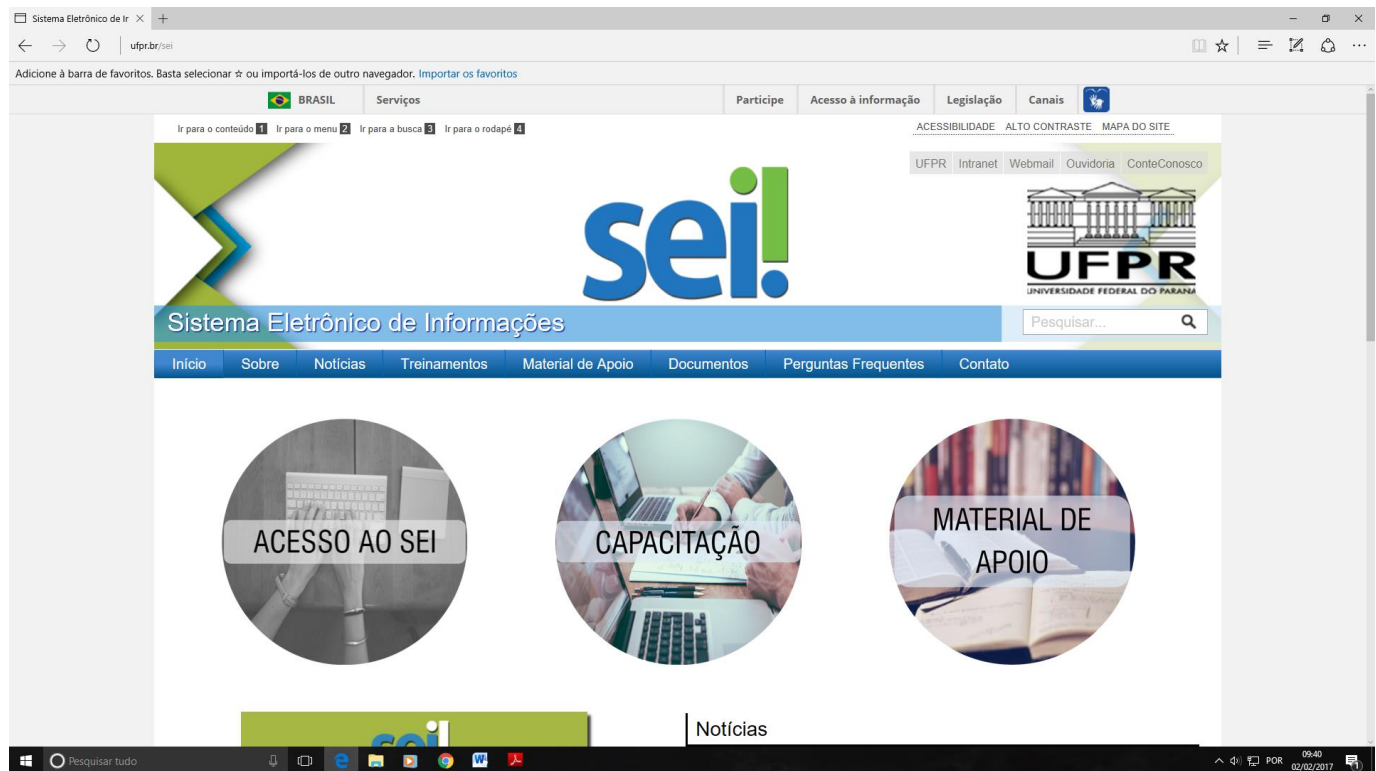 Sistema Eletrônico de Ir
ufpr.br/sei
Adicione à barra de favoritos. Basta selecionar ☆ ou importá-los de outro navegador. Importar os favoritos
BRASIL Serviços Participe Acesso à informação Legislação Canais
Ir para o conteúdo 1 Ir para o menu 2 Ir para a busca 3 Ir para o rodapé 4 ACESSIBILIDADE ALTO CONTRASTE MAPA DO SITE
UFPR Intranet Webmail Ouvidoria ConteConosco
sei!
UFPR
UNIVERSIDADE FEDERAL DO PARANÁ
Sistema Eletrônico de Informações
Pesquisar...
Início Sobre Notícias Treinamentos Material de Apoio Documentos Perguntas Frequentes Contato
ACESSO AO SEI
CAPACITAÇÃO
MATERIAL DE
APOIO
sei
Notícias
Pesquisar tudo
POR
09:40
02/02/2017